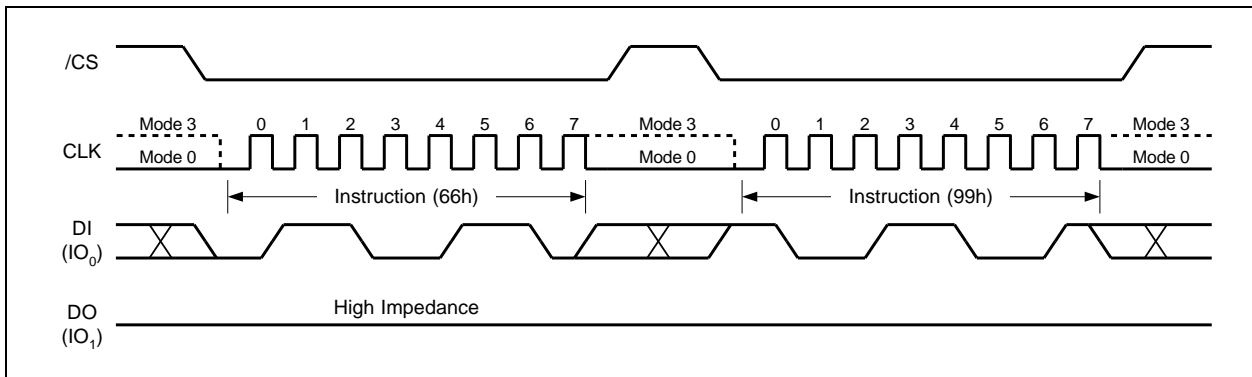 /CS
Mode 3 0 1 2 3 4 5 6 7 Mode 3 0 1 2 3 4 5 6 7 Mode 3
CLK Mode 0 Mode 0 Mode 0
Instruction (66h) Instruction (99h)
DI
(IO0)
High Impedance
DO
(IO1)